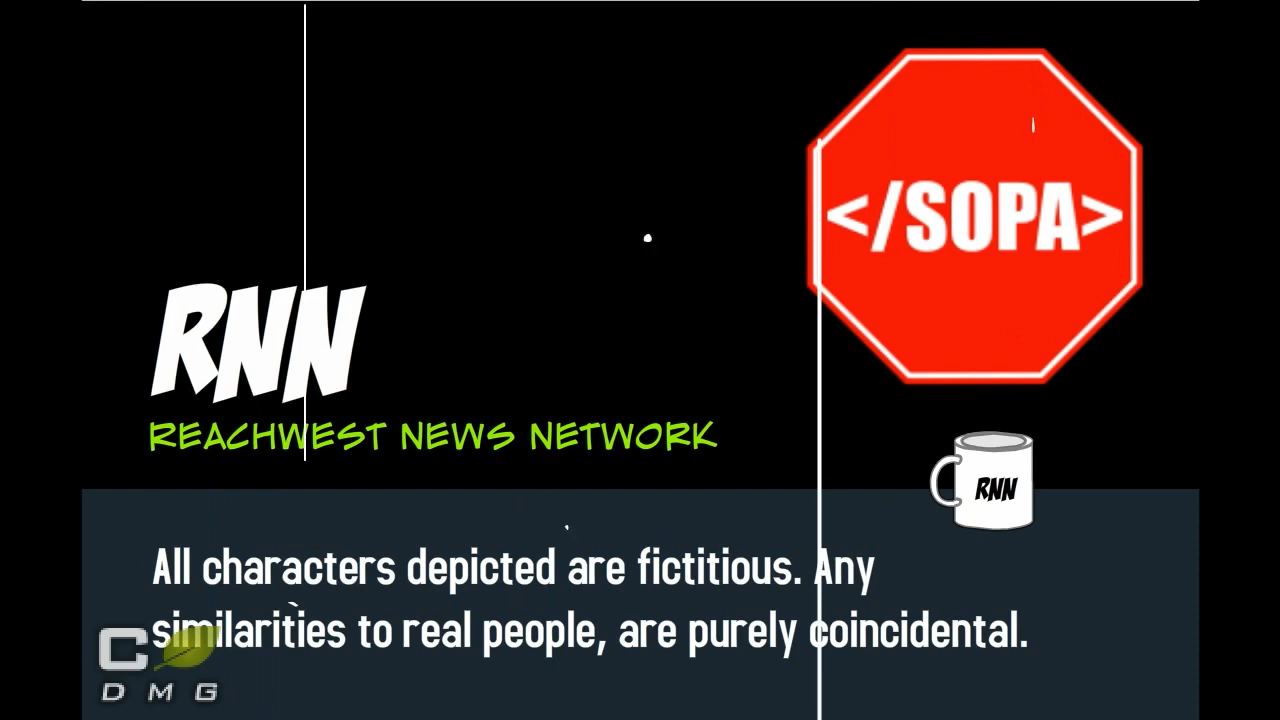 </SOPA>
RNN
REACHWEST NEWS NETWORK
RNN
All characters depicted are fictitious. Any
similarities to real people, are purely coincidental.
C
DMG